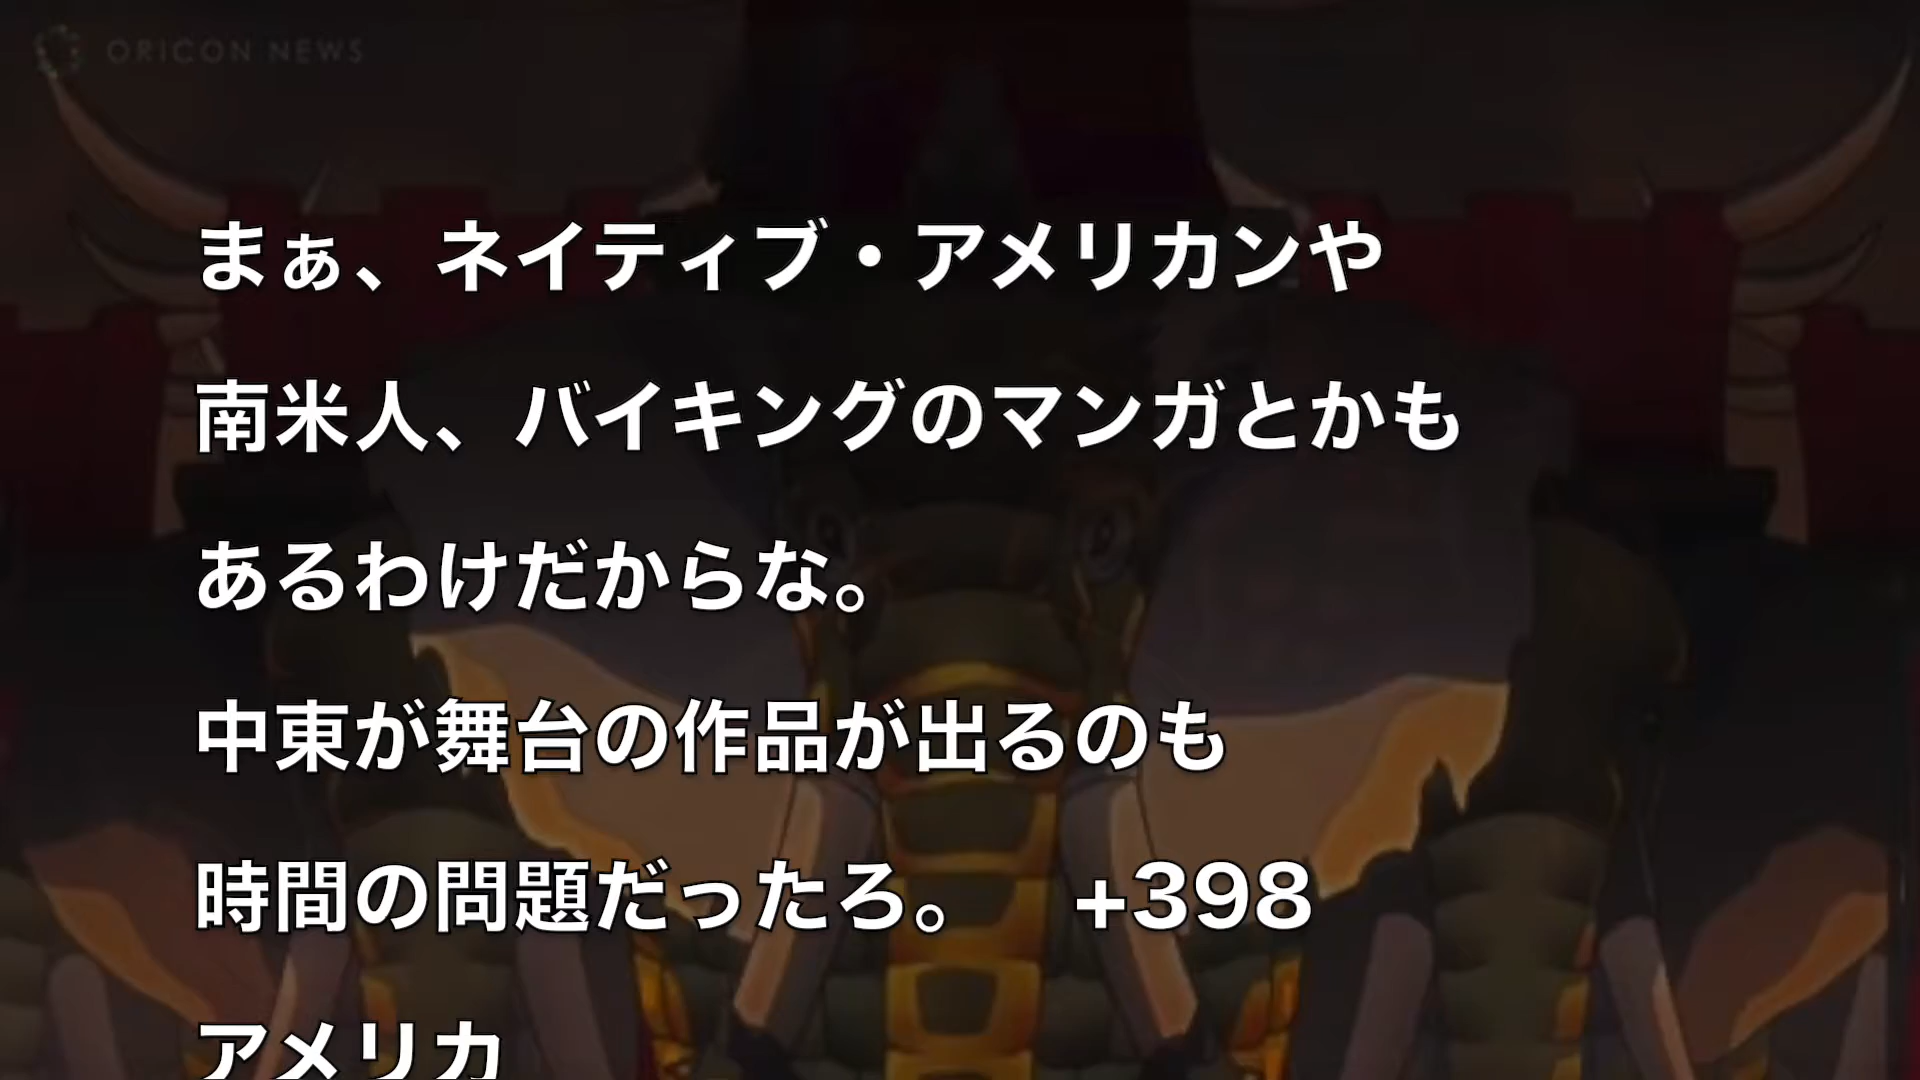 ORICON NEWS
まぁ、ネイティブ・アメリカンや
南米人、バイキングのマンガとかも
あるわけだからな。
中東が舞台の作品が出るのも
時間の問題だったろ。　+398
アメリカ